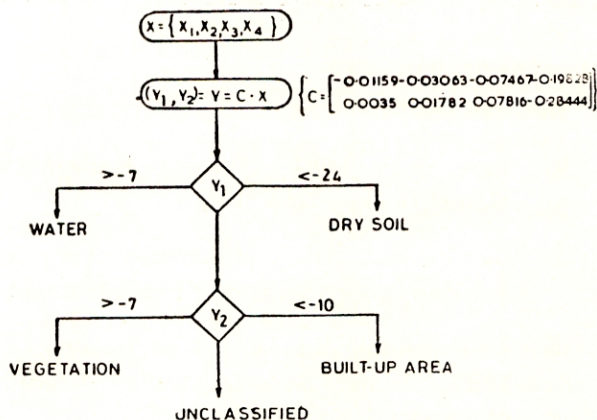 X = { X1, X2, X3, X4 }
(Y1, Y2) = Y = C · X
{ C = [ -0.01159 -0.03063 -0.07467 -0.19628
0.0035 0.01782 0.07816 -0.28444 ] }
>-7
Y1
<-24
WATER
DRY SOIL
>-7
Y2
<-10
VEGETATION
BUILT-UP AREA
UNCLASSIFIED